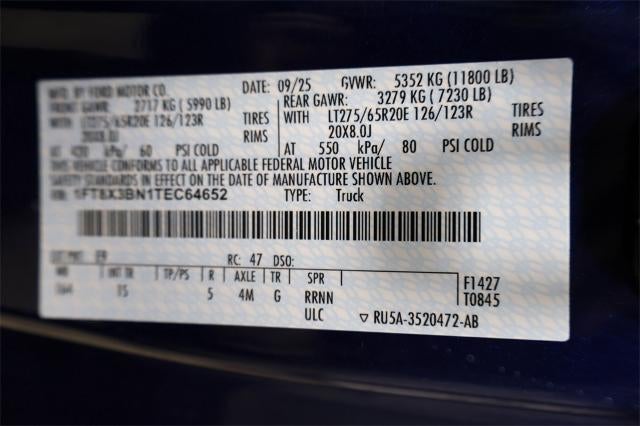 MFD. BY FORD MOTOR CO.
DATE: 09/25 GVWR: 5352 KG (11800 LB)
FRONT GAWR: 2717 KG (5990 LB) REAR GAWR: 3279 KG (7230 LB)
WITH LT275/65R20E 126/123R TIRES WITH LT275/65R20E 126/123R TIRES
20X8.0J RIMS 20X8.0J RIMS
AT kPa/ 60 PSI COLD AT 550 kPa/ 80 PSI COLD
THIS VEHICLE CONFORMS TO ALL APPLICABLE FEDERAL MOTOR VEHICLE
SAFETY STANDARDS IN EFFECT ON THE DATE OF MANUFACTURE SHOWN ABOVE.
VIN: 1FT8X3BN1TEC64652 TYPE: Truck
EXT PNT: RC: 47 DSO:
WB INT TR TP/PS R AXLE TR SPR F1427
164 5 4M G RRNN T0845
ULC ▽ RU5A-3520472-AB